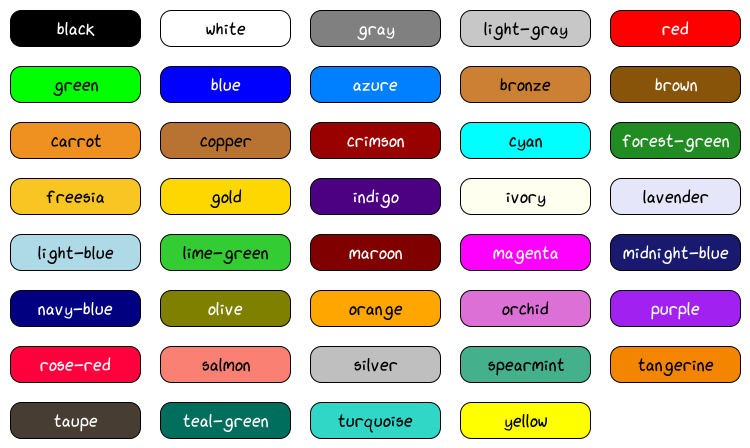 black white gray light-gray red
green blue azure bronze brown
carrot copper crimson cyan forest-green
freesia gold indigo ivory lavender
light-blue lime-green maroon magenta midnight-blue
navy-blue olive orange orchid purple
rose-red salmon silver spearmint tangerine
taupe teal-green turquoise yellow